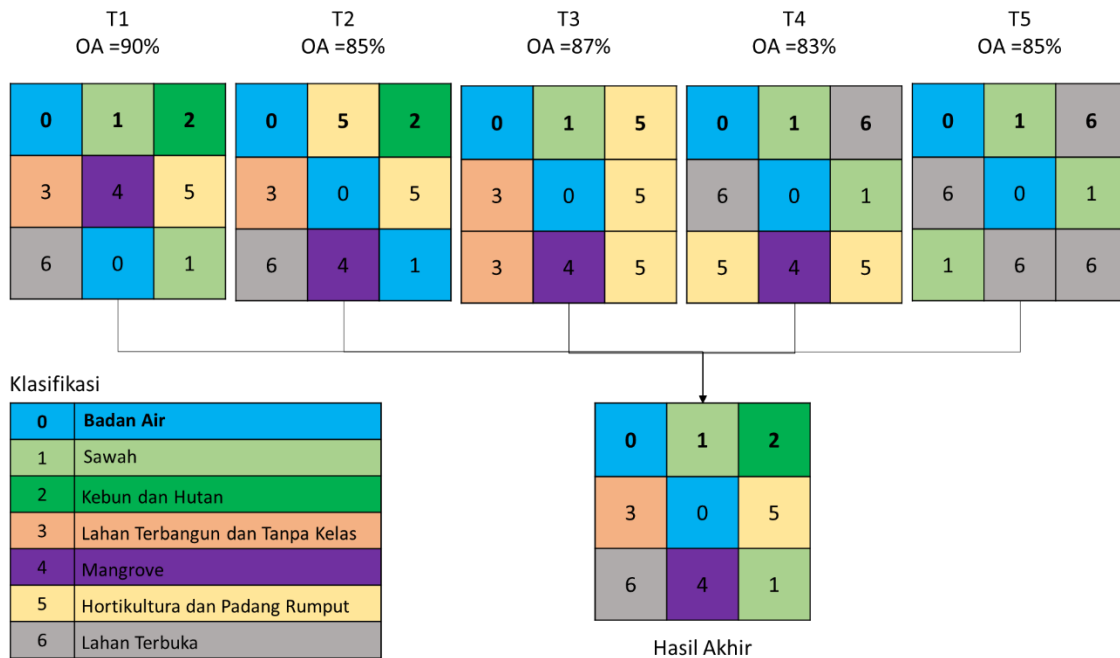 T1 T2 T3 T4 T5
OA =90% OA =85% OA =87% OA =83% OA =85%
0 1 2 0 5 2 0 1 5 0 1 6 0 1 6
3 4 5 3 0 5 3 0 5 6 0 1 6 0 1
6 0 1 6 4 1 3 4 5 5 4 5 1 6 6
Klasifikasi
0 Badan Air
1 Sawah
2 Kebun dan Hutan
3 Lahan Terbangun dan Tanpa Kelas
4 Mangrove
5 Hortikultura dan Padang Rumput
6 Lahan Terbuka
0 1 2
3 0 5
6 4 1
Hasil Akhir